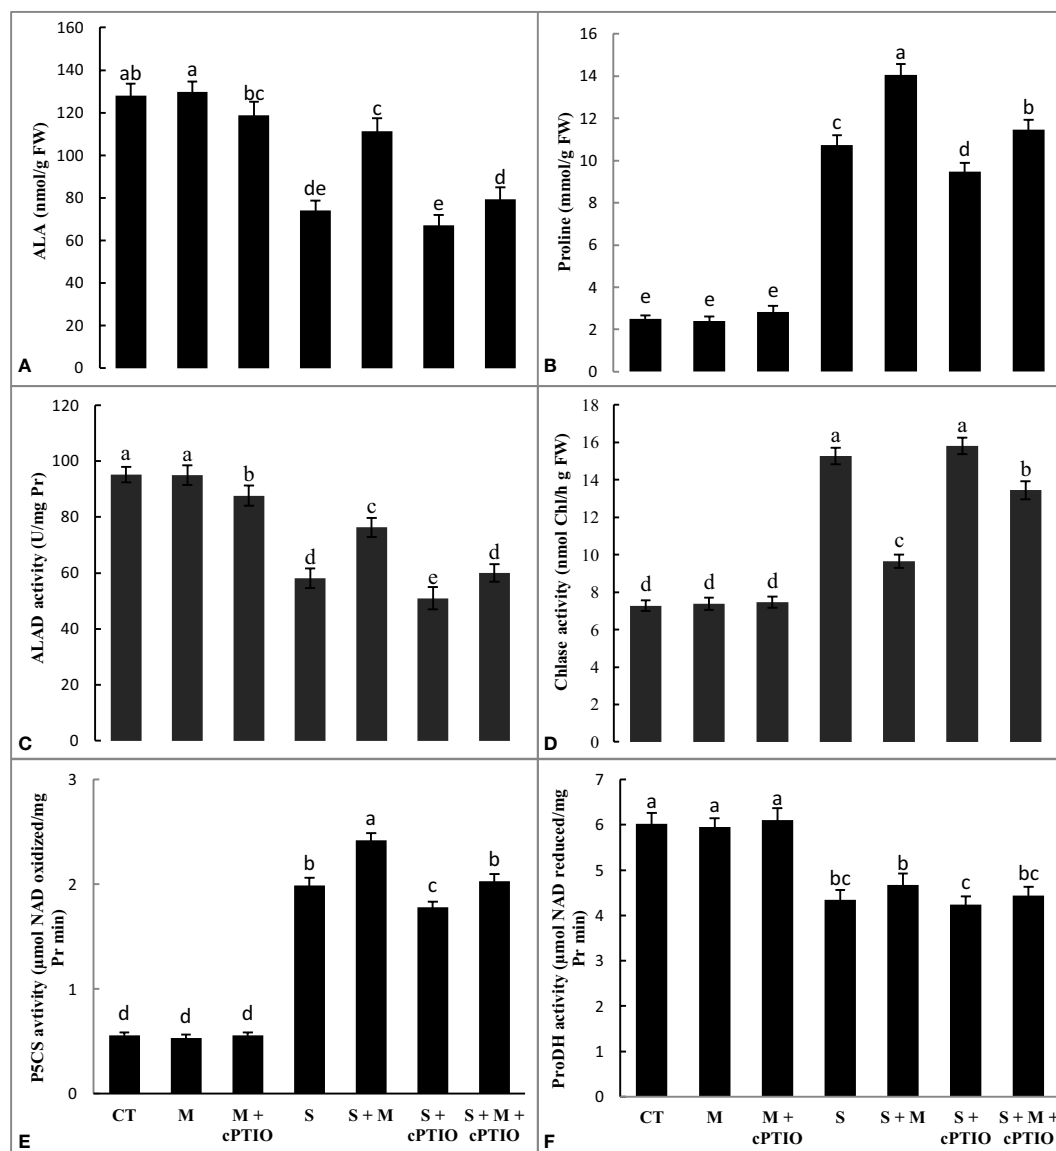 160
140
120
100
80
60
40
20
0
ALA (nmol/g FW)
ab
a
bc
de
c
e
d
A
16
14
12
10
8
6
4
2
0
Proline (mmol/g FW)
e
e
e
c
a
d
b
B
120
100
80
60
40
20
0
ALAD activity (U/mg Pr)
a
a
b
d
c
e
d
C
18
16
14
12
10
8
6
4
2
0
Chlase activity (nmol Chl/h g FW)
d
d
d
a
c
a
b
D
3
2
1
0
P5CS avtivity (µmol NAD oxidized/mg
Pr min)
d
d
d
b
a
c
b
CT
M
M +
cPTIO
S
S + M
S +
cPTIO
S + M +
cPTIO
E
7
6
5
4
3
2
1
0
ProDH activity (µmol NAD reduced/mg
Pr min)
a
a
a
bc
b
c
bc
CT
M
M +
cPTIO
S
S + M
S +
cPTIO
S + M +
cPTIO
F